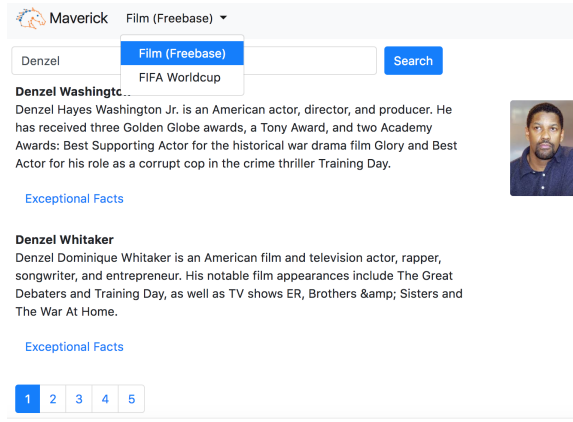 Maverick Film (Freebase)
Film (Freebase)
FIFA Worldcup
Denzel
Search
Denzel Washington
Denzel Hayes Washington Jr. is an American actor, director, and producer. He
has received three Golden Globe awards, a Tony Award, and two Academy
Awards: Best Supporting Actor for the historical war drama film Glory and Best
Actor for his role as a corrupt cop in the crime thriller Training Day.
Exceptional Facts
Denzel Whitaker
Denzel Dominique Whitaker is an American film and television actor, rapper,
songwriter, and entrepreneur. His notable film appearances include The Great
Debaters and Training Day, as well as TV shows ER, Brothers &amp; Sisters and
The War At Home.
Exceptional Facts
1 2 3 4 5